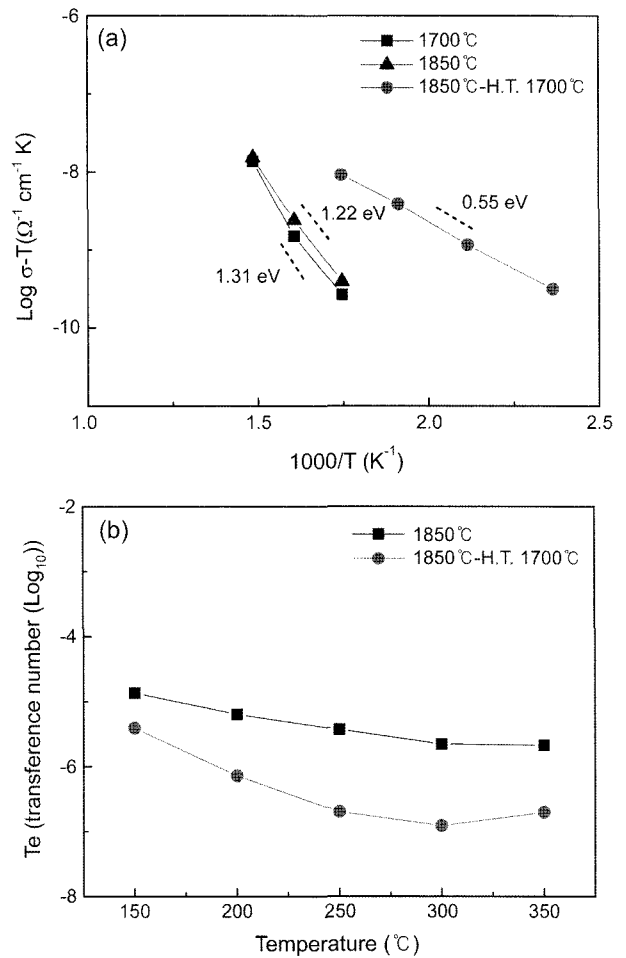 (a)
1700℃
1850℃
1850℃-H.T. 1700℃
1.22 eV
0.55 eV
1.31 eV
Log σ-T(Ω⁻¹ cm⁻¹ K)
-6
-8
-10
1.0
1.5
2.0
2.5
1000/T (K⁻¹)
(b)
1850℃
1850℃-H.T. 1700℃
Te (transference number (Log₁₀))
-2
-4
-6
-8
150
200
250
300
350
Temperature (℃)